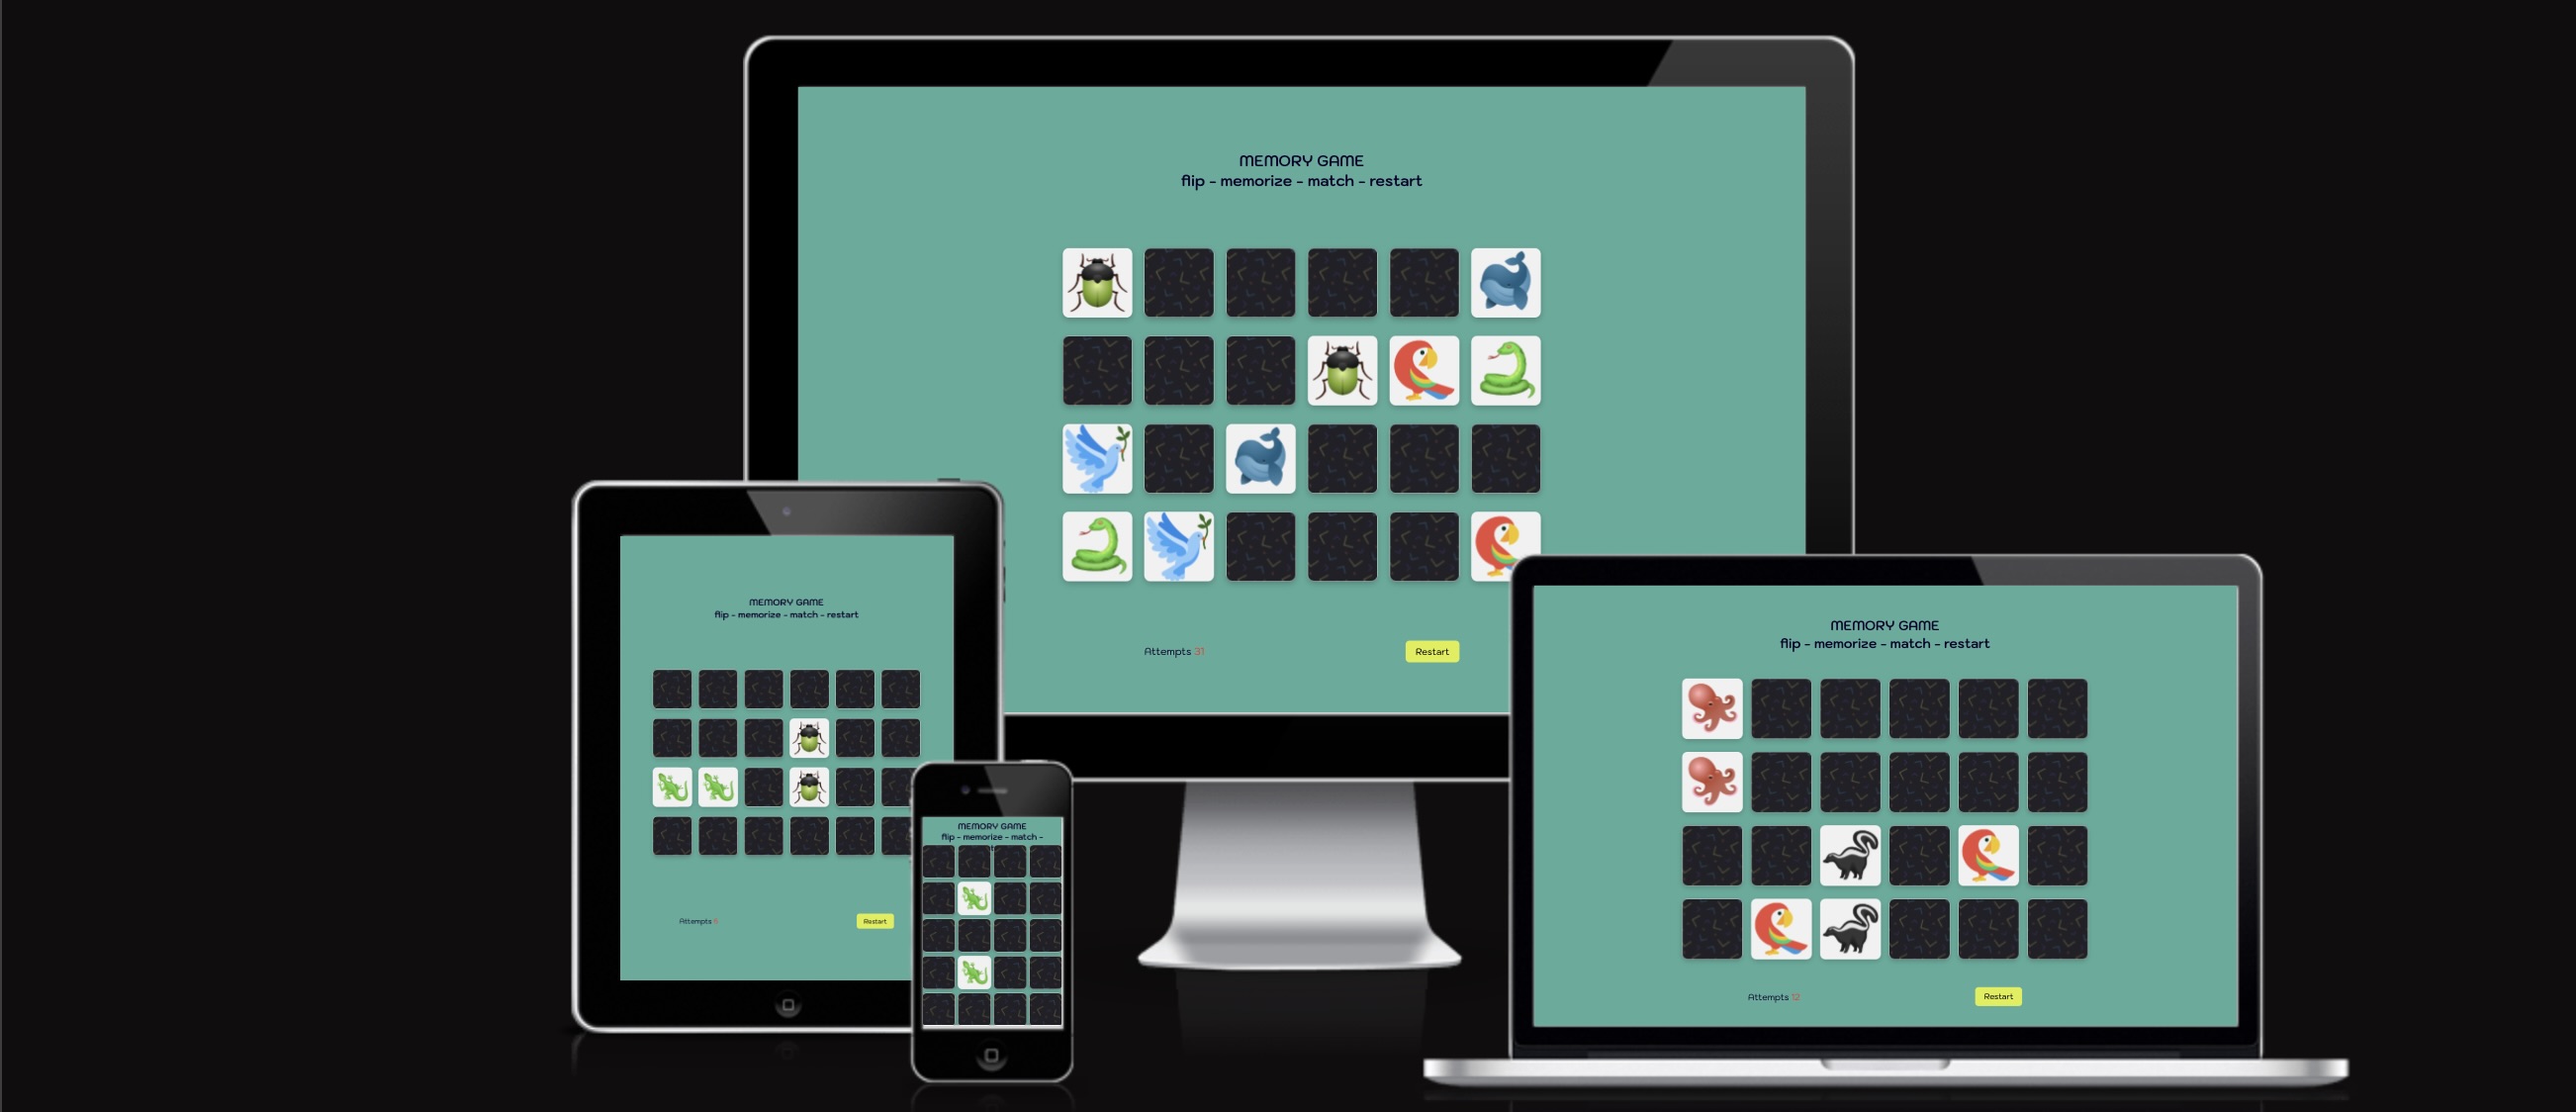 MEMORY GAME
flip - memorize - match - restart
Attempts 31
Restart
MEMORY GAME
flip - memorize - match - restart
Attempts
Restart
MEMORY GAME
flip - memorize - match -
MEMORY GAME
flip - memorize - match - restart
Attempts 12
Restart